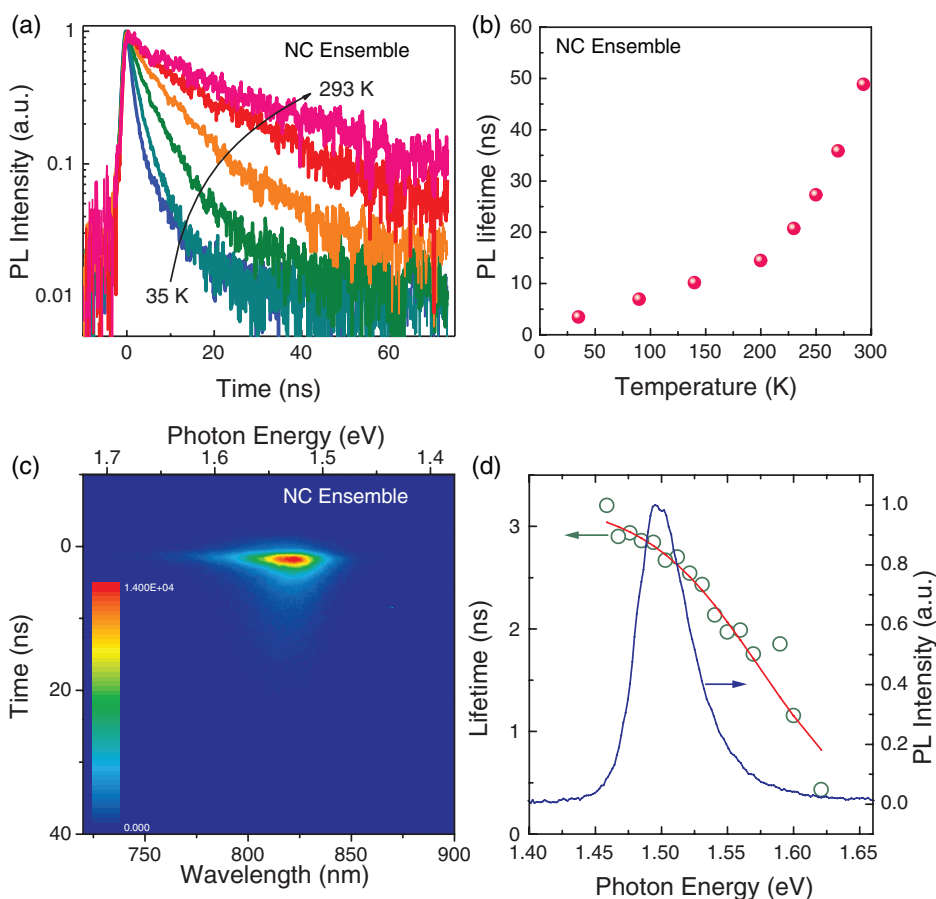 (a)
NC Ensemble
293 K
35 K
1
0.1
0.01
PL Intensity (a.u.)
0 20 40 60
Time (ns)
(b)
NC Ensemble
60
50
40
30
20
10
0
PL lifetime (ns)
0 50 100 150 200 250 300
Temperature (K)
(c)
Photon Energy (eV)
1.7 1.6 1.5 1.4
NC Ensemble
1.400E+04
0.000
0
20
40
Time (ns)
750 800 850 900
Wavelength (nm)
(d)
3
2
1
0
Lifetime (ns)
1.0
0.8
0.6
0.4
0.2
0.0
PL Intensity (a.u.)
1.40 1.45 1.50 1.55 1.60 1.65
Photon Energy (eV)